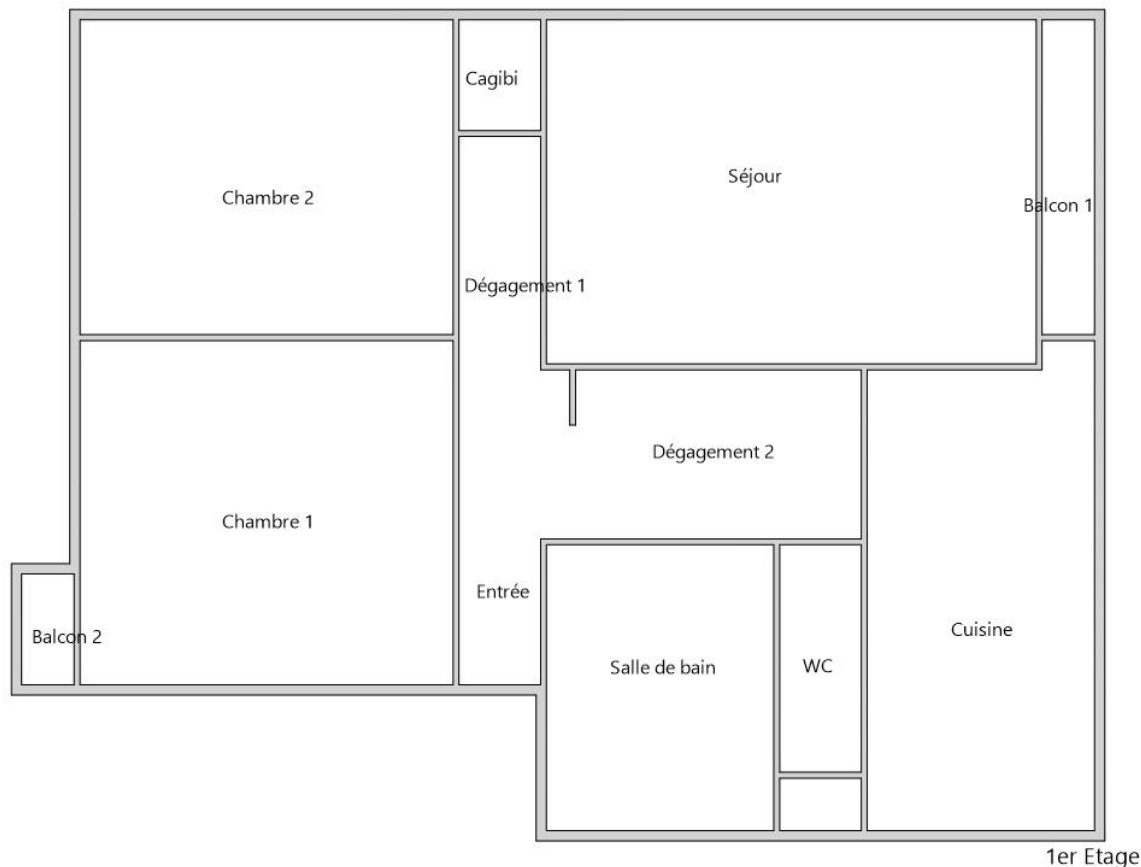 Cagibi
Séjour
Chambre 2
Balcon 1
Dégagement 1
Dégagement 2
Chambre 1
Entrée
Balcon 2
Cuisine
Salle de bain
WC
1er Etage